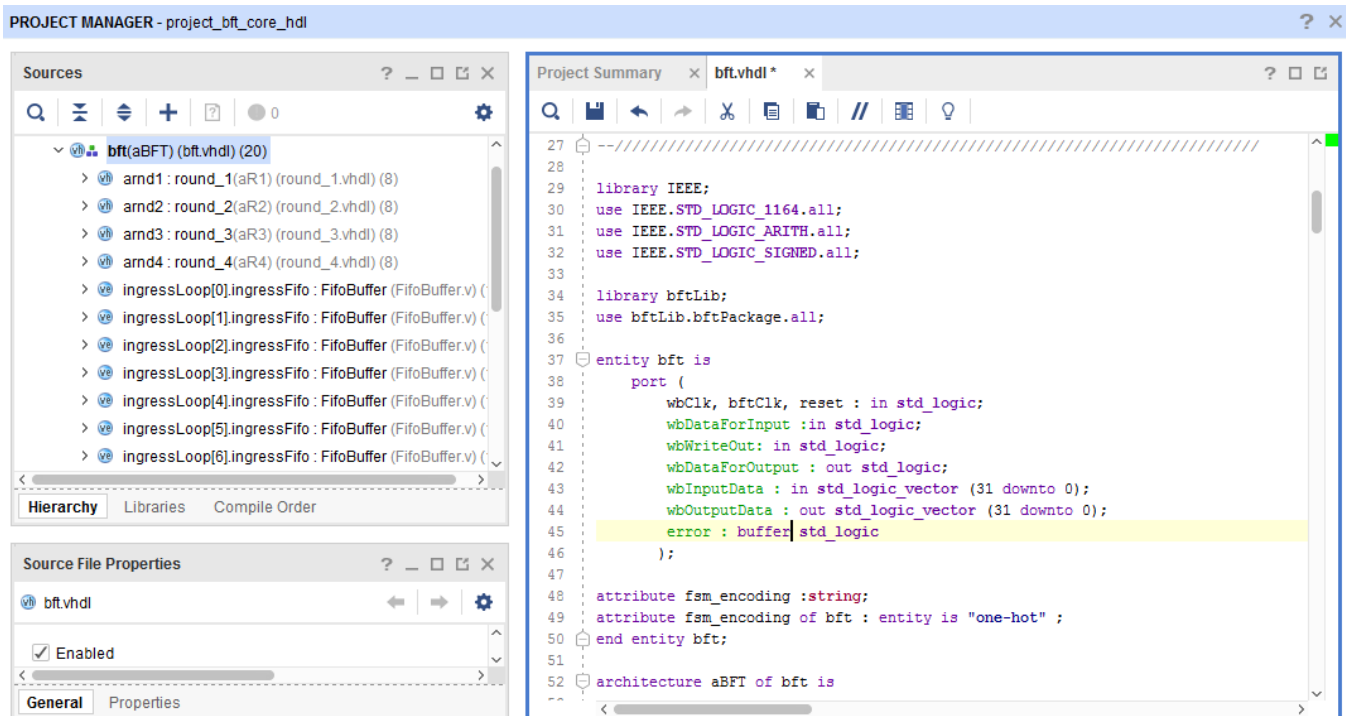 PROJECT MANAGER - project_bft_core_hdl
Sources
0
bft(aBFT) (bft.vhdl) (20)
arnd1 : round_1(aR1) (round_1.vhdl) (8)
arnd2 : round_2(aR2) (round_2.vhdl) (8)
arnd3 : round_3(aR3) (round_3.vhdl) (8)
arnd4 : round_4(aR4) (round_4.vhdl) (8)
ingressLoop[0].ingressFifo : FifoBuffer (FifoBuffer.v) (
ingressLoop[1].ingressFifo : FifoBuffer (FifoBuffer.v) (
ingressLoop[2].ingressFifo : FifoBuffer (FifoBuffer.v) (
ingressLoop[3].ingressFifo : FifoBuffer (FifoBuffer.v) (
ingressLoop[4].ingressFifo : FifoBuffer (FifoBuffer.v) (
ingressLoop[5].ingressFifo : FifoBuffer (FifoBuffer.v) (
ingressLoop[6].ingressFifo : FifoBuffer (FifoBuffer.v) (
Hierarchy Libraries Compile Order
Source File Properties
bft.vhdl
Enabled
General Properties
Project Summary bft.vhdl *
27 --//////////////////////////////////////////////////////////////////////////
28
29 library IEEE;
30 use IEEE.STD_LOGIC_1164.all;
31 use IEEE.STD_LOGIC_ARITH.all;
32 use IEEE.STD_LOGIC_SIGNED.all;
33
34 library bftLib;
35 use bftLib.bftPackage.all;
36
37 entity bft is
38 port (
39 wbClk, bftClk, reset : in std_logic;
40 wbDataForInput :in std_logic;
41 wbWriteOut: in std_logic;
42 wbDataForOutput : out std_logic;
43 wbInputData : in std_logic_vector (31 downto 0);
44 wbOutputData : out std_logic_vector (31 downto 0);
45 error : buffer std_logic
46 );
47
48 attribute fsm_encoding :string;
49 attribute fsm_encoding of bft : entity is "one-hot" ;
50 end entity bft;
51
52 architecture aBFT of bft is